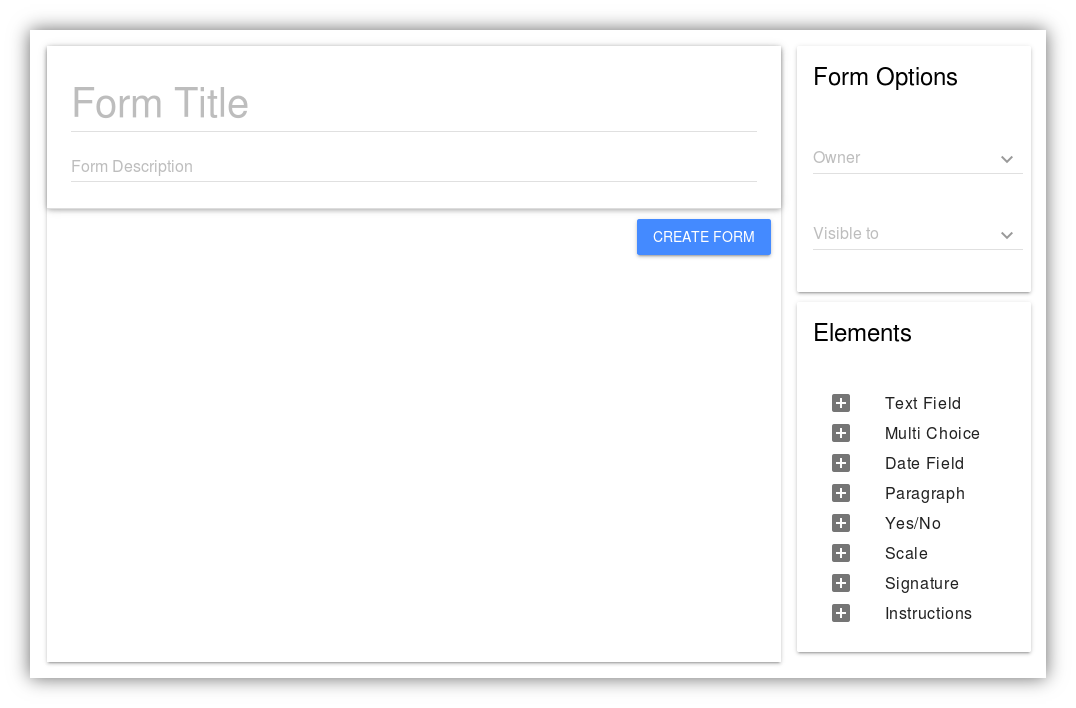 Form Title
Form Description
CREATE FORM
Form Options
Owner
Visible to
Elements
Text Field
Multi Choice
Date Field
Paragraph
Yes/No
Scale
Signature
Instructions